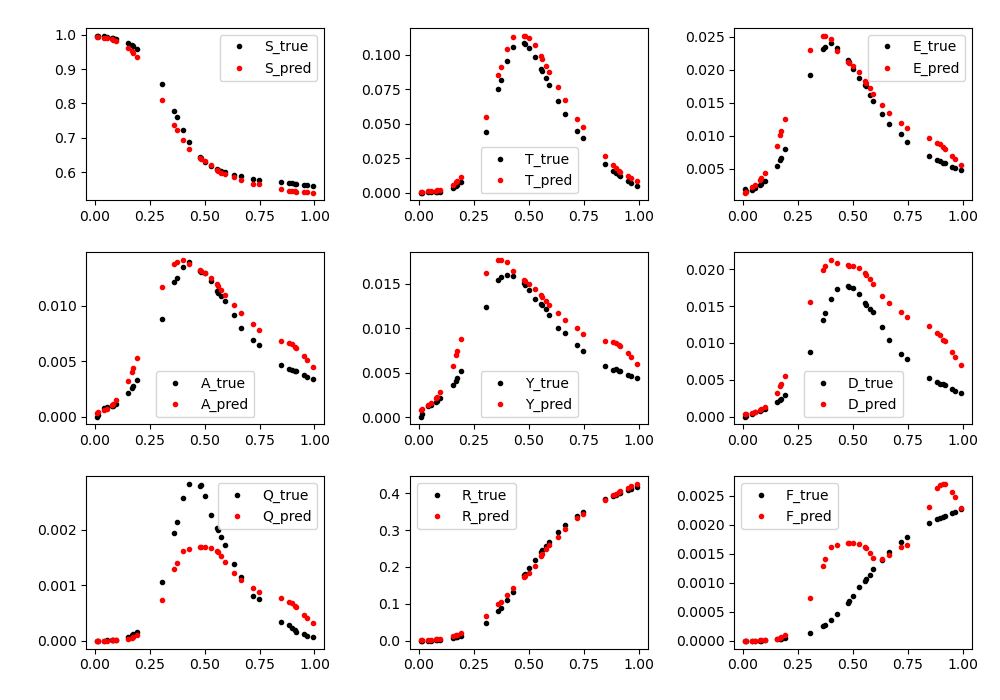 1.0
0.9
0.8
0.7
0.6
0.00 0.25 0.50 0.75 1.00
S_true
S_pred
0.100
0.075
0.050
0.025
0.000
0.00 0.25 0.50 0.75 1.00
T_true
T_pred
0.025
0.020
0.015
0.010
0.005
0.00 0.25 0.50 0.75 1.00
E_true
E_pred
0.010
0.005
0.000
0.00 0.25 0.50 0.75 1.00
A_true
A_pred
0.015
0.010
0.005
0.000
0.00 0.25 0.50 0.75 1.00
Y_true
Y_pred
0.020
0.015
0.010
0.005
0.000
0.00 0.25 0.50 0.75 1.00
D_true
D_pred
0.002
0.001
0.000
0.00 0.25 0.50 0.75 1.00
Q_true
Q_pred
0.4
0.3
0.2
0.1
0.0
0.00 0.25 0.50 0.75 1.00
R_true
R_pred
0.0025
0.0020
0.0015
0.0010
0.0005
0.0000
0.00 0.25 0.50 0.75 1.00
F_true
F_pred